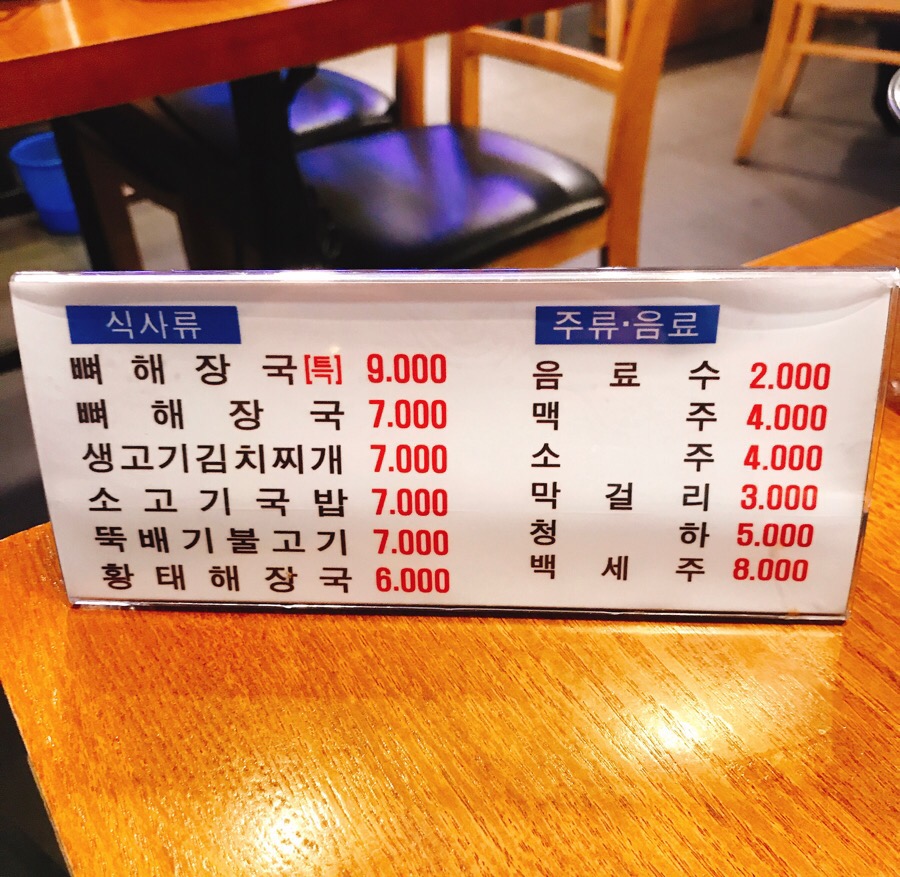 식사류
뼈해장국[특] 9.000
뼈해장국 7.000
생고기김치찌개 7.000
소고기국밥 7.000
뚝배기불고기 7.000
황태해장국 6.000
주류·음료
음료수 2.000
맥주 4.000
소주 4.000
막걸리 3.000
청하 5.000
백세주 8.000